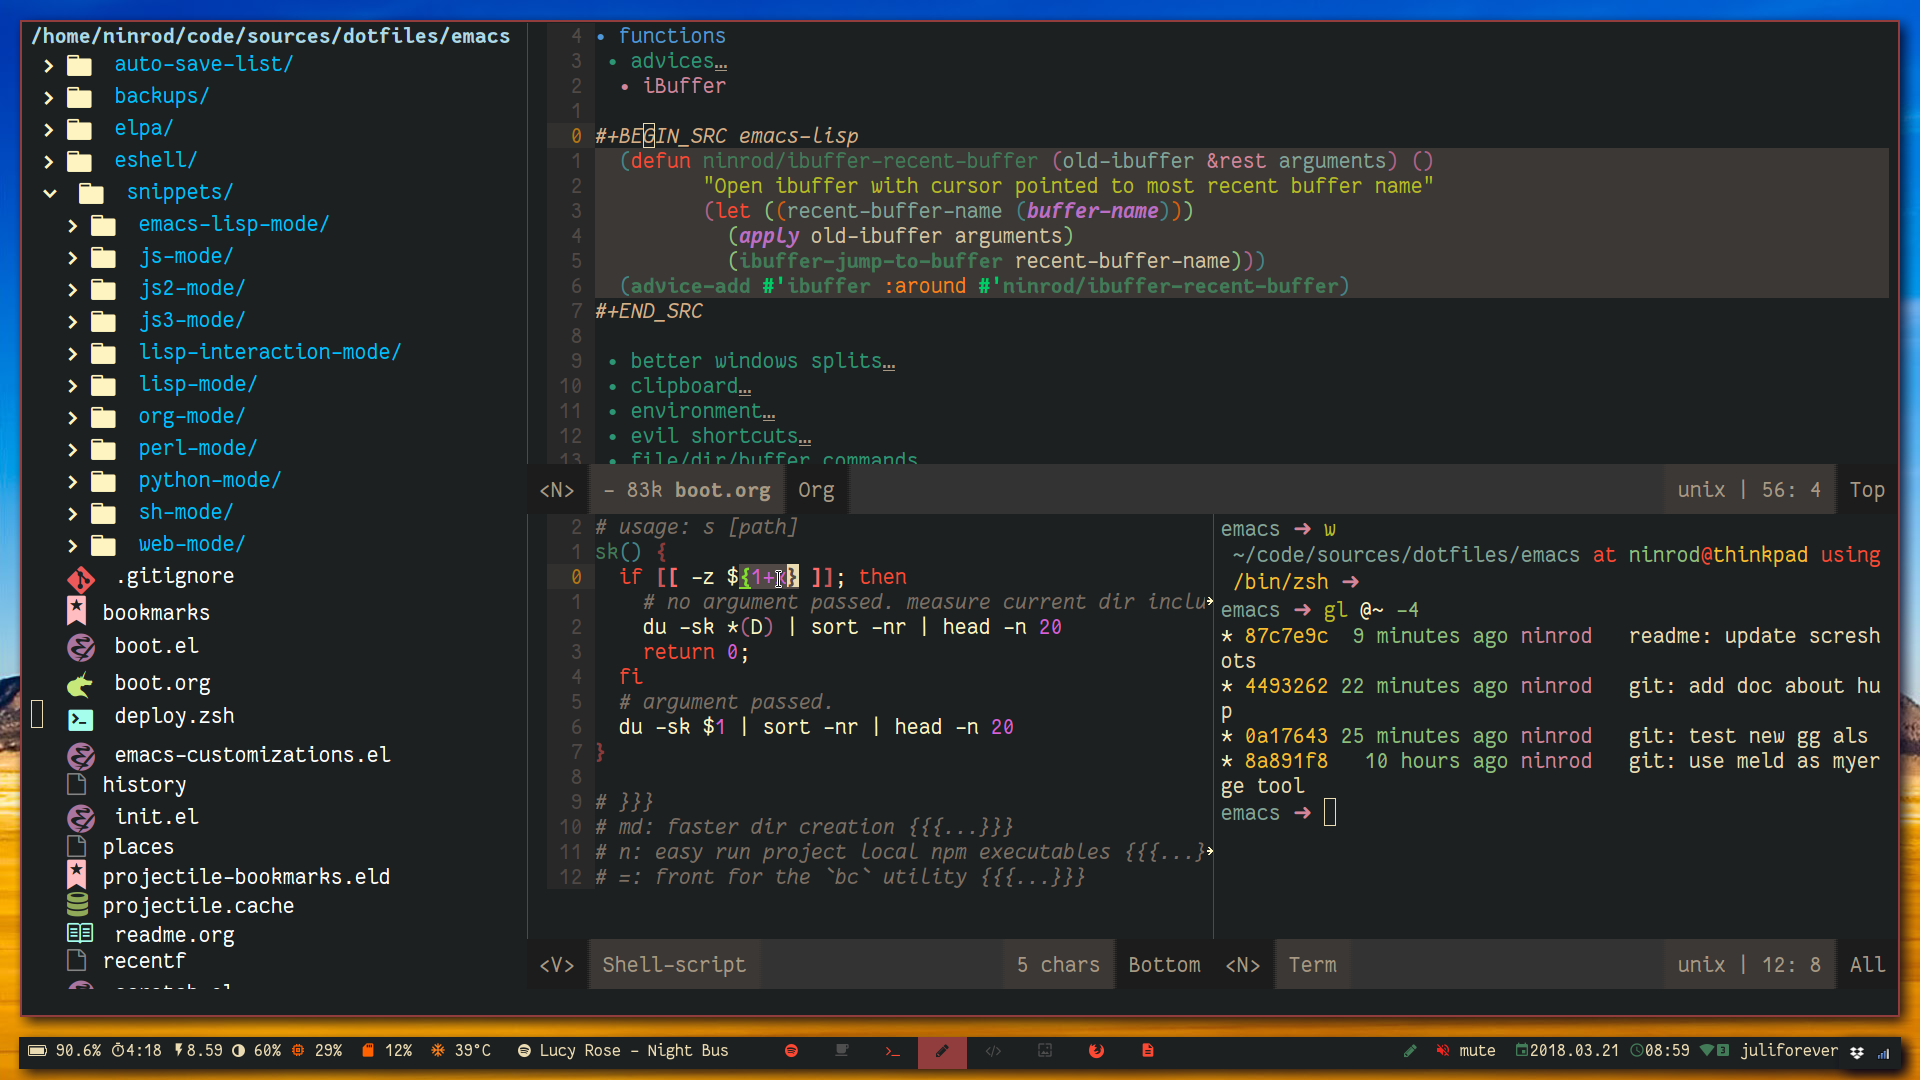 /home/ninrod/code/sources/dotfiles/emacs
auto-save-list/
backups/
elpa/
eshell/
snippets/
emacs-lisp-mode/
js-mode/
js2-mode/
js3-mode/
lisp-interaction-mode/
lisp-mode/
org-mode/
perl-mode/
python-mode/
sh-mode/
web-mode/
.gitignore
bookmarks
boot.el
boot.org
deploy.zsh
emacs-customizations.el
history
init.el
places
projectile-bookmarks.eld
projectile.cache
readme.org
recentf
4 • functions
3 • advices…
2 • iBuffer
1
0 #+BEGIN_SRC emacs-lisp
1 (defun ninrod/ibuffer-recent-buffer (old-ibuffer &rest arguments) ()
2 "Open ibuffer with cursor pointed to most recent buffer name"
3 (let ((recent-buffer-name (buffer-name)))
4 (apply old-ibuffer arguments)
5 (ibuffer-jump-to-buffer recent-buffer-name)))
6 (advice-add #'ibuffer :around #'ninrod/ibuffer-recent-buffer)
7 #+END_SRC
8
9 • better windows splits…
10 • clipboard…
11 • environment…
12 • evil shortcuts…
13 • file/dir/buffer commands
<N> - 83k boot.org Org unix | 56: 4 Top
2 # usage: s [path]
1 sk() {
0 if [[ -z ${1+x} ]]; then
1 # no argument passed. measure current dir inclu
2 du -sk *(D) | sort -nr | head -n 20
3 return 0;
4 fi
5 # argument passed.
6 du -sk $1 | sort -nr | head -n 20
7 }
8
9 # }}}
10 # md: faster dir creation {{{...}}}
11 # n: easy run project local npm executables {{{...}
12 # =: front for the `bc` utility {{{...}}}
<V> Shell-script 5 chars Bottom
emacs ➜ w
~/code/sources/dotfiles/emacs at ninrod@thinkpad using
/bin/zsh ➜
emacs ➜ gl @~ -4
* 87c7e9c 9 minutes ago ninrod readme: update scresh
ots
* 4493262 22 minutes ago ninrod git: add doc about hu
p
* 0a17643 25 minutes ago ninrod git: test new gg als
* 8a891f8 10 hours ago ninrod git: use meld as myer
ge tool
emacs ➜
<N> Term unix | 12: 8 All
90.6% 4:18 8.59 60% 29% 12% 39°C Lucy Rose - Night Bus mute 2018.03.21 08:59 3 juliforever